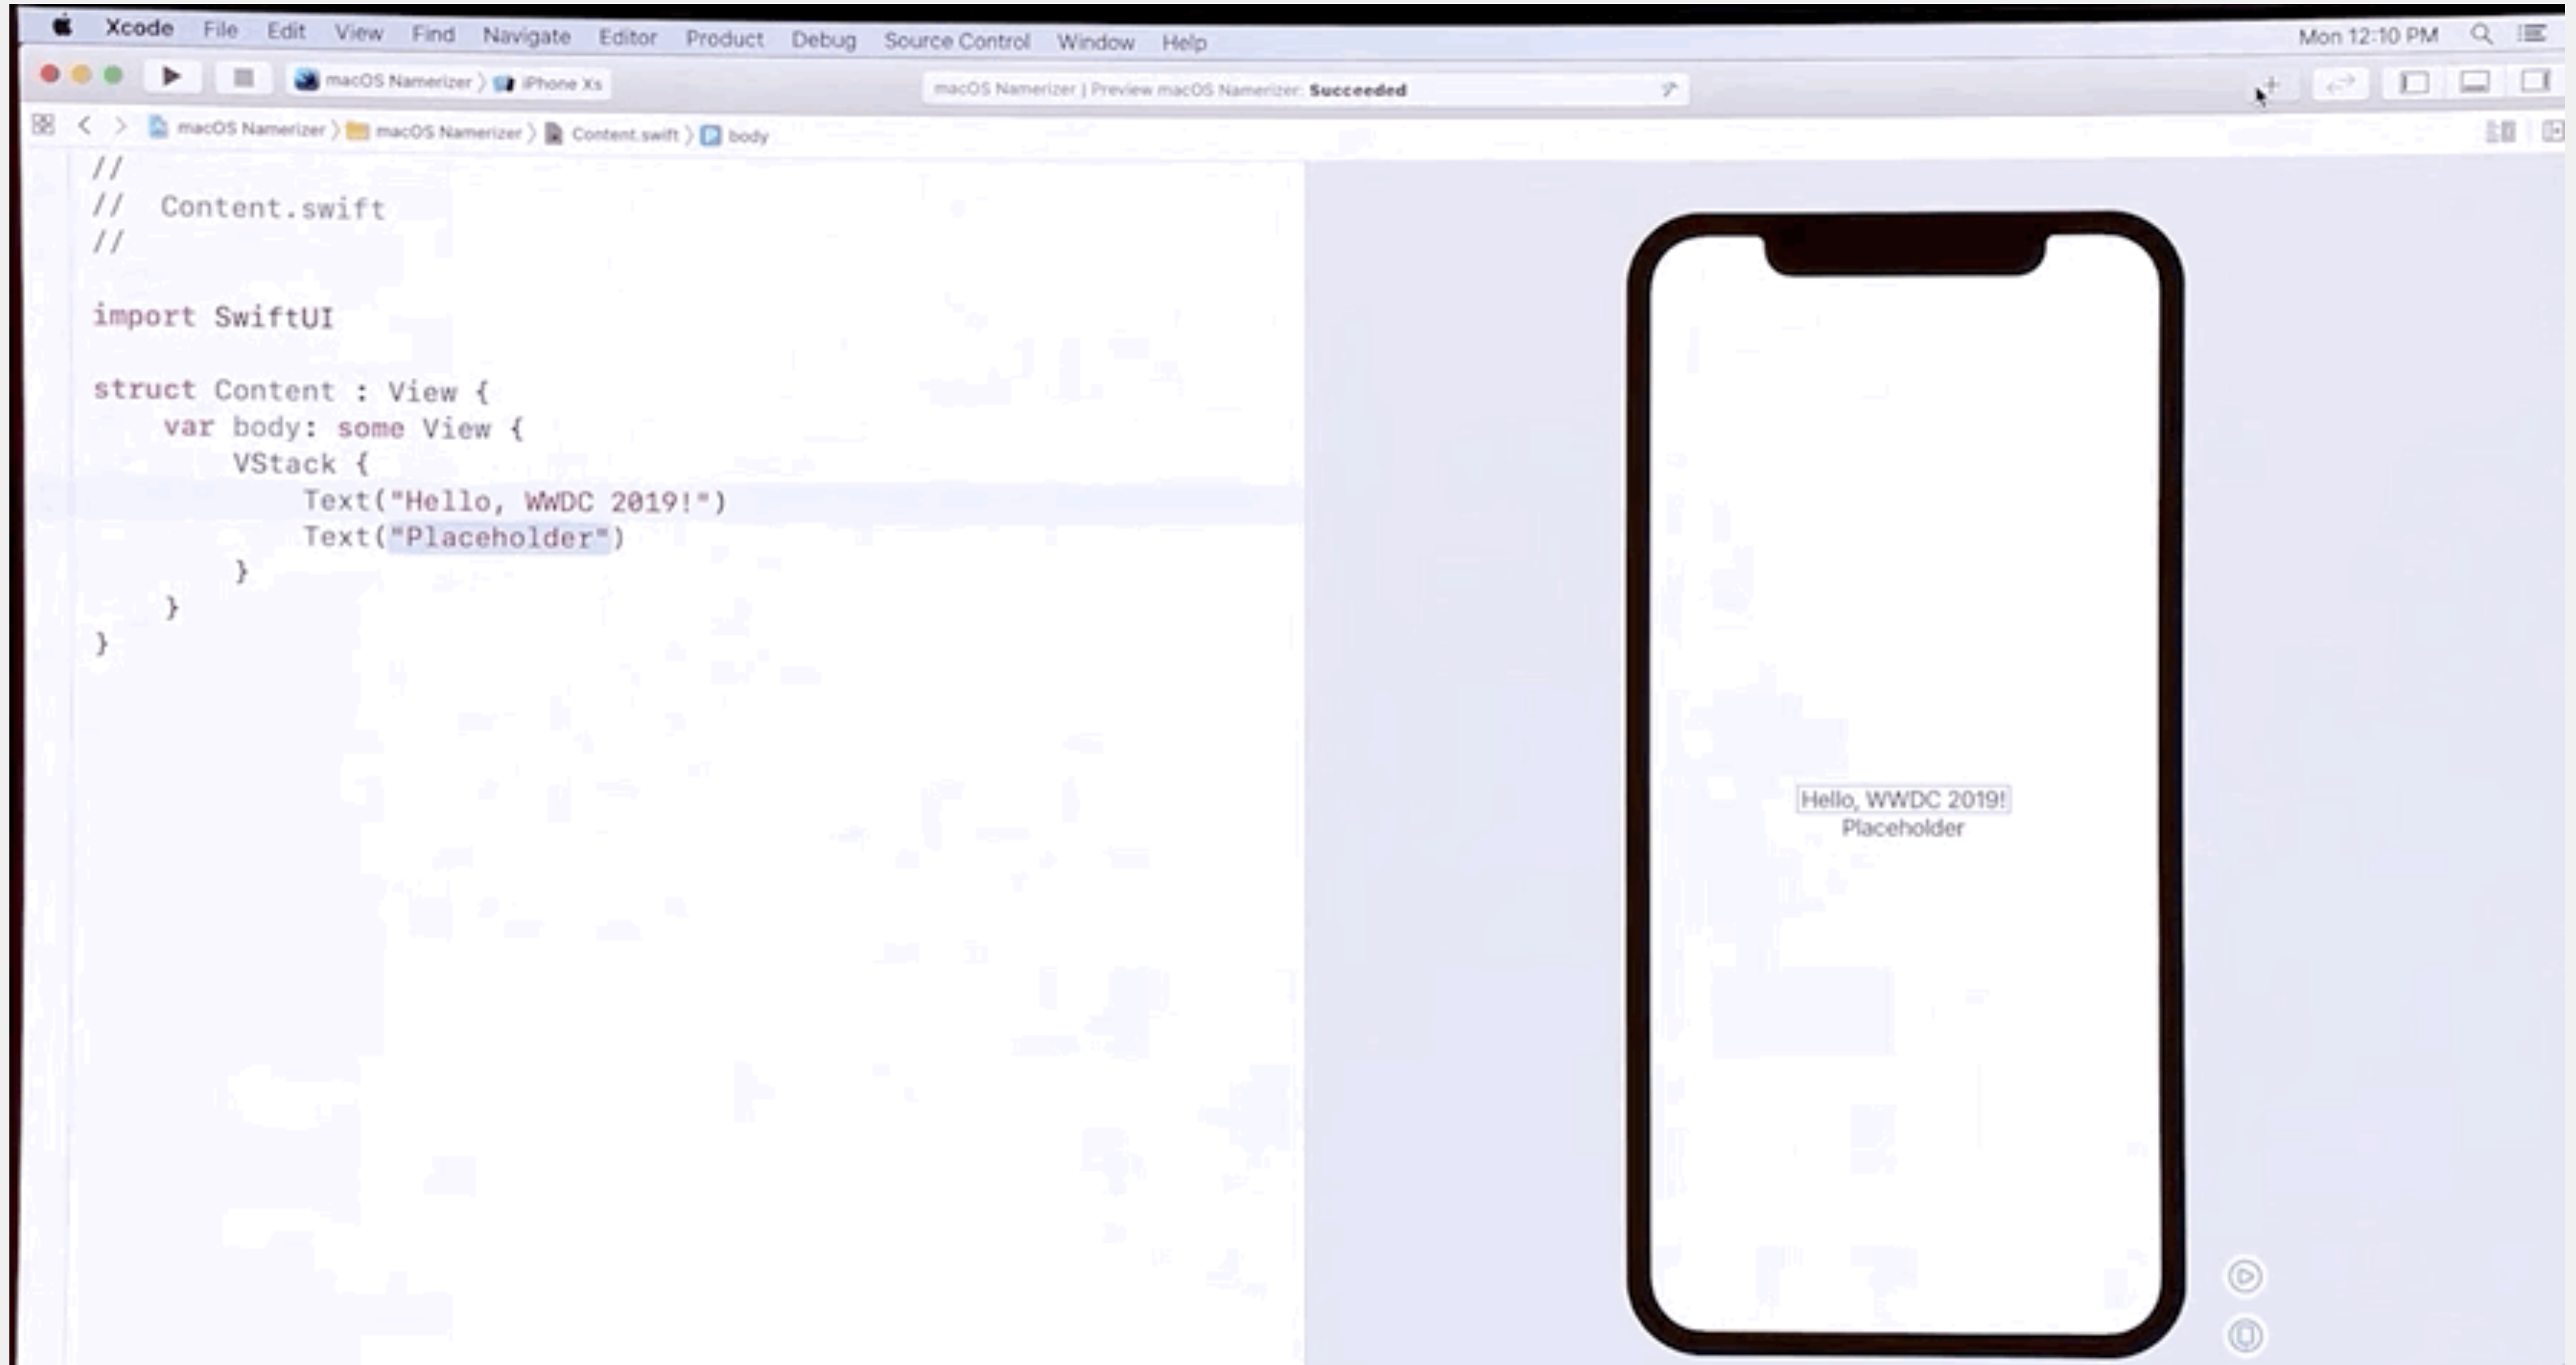 Xcode File Edit View Find Navigate Editor Product Debug Source Control Window Help Mon 12:10 PM
macOS Namerizer 〉 iPhone Xs macOS Namerizer | Preview macOS Namerizer: Succeeded
macOS Namerizer 〉 macOS Namerizer 〉 Content.swift 〉 body
//
// Content.swift
//
import SwiftUI
struct Content : View {
var body: some View {
VStack {
Text("Hello, WWDC 2019!")
Text("Placeholder")
}
}
}
Hello, WWDC 2019!
Placeholder